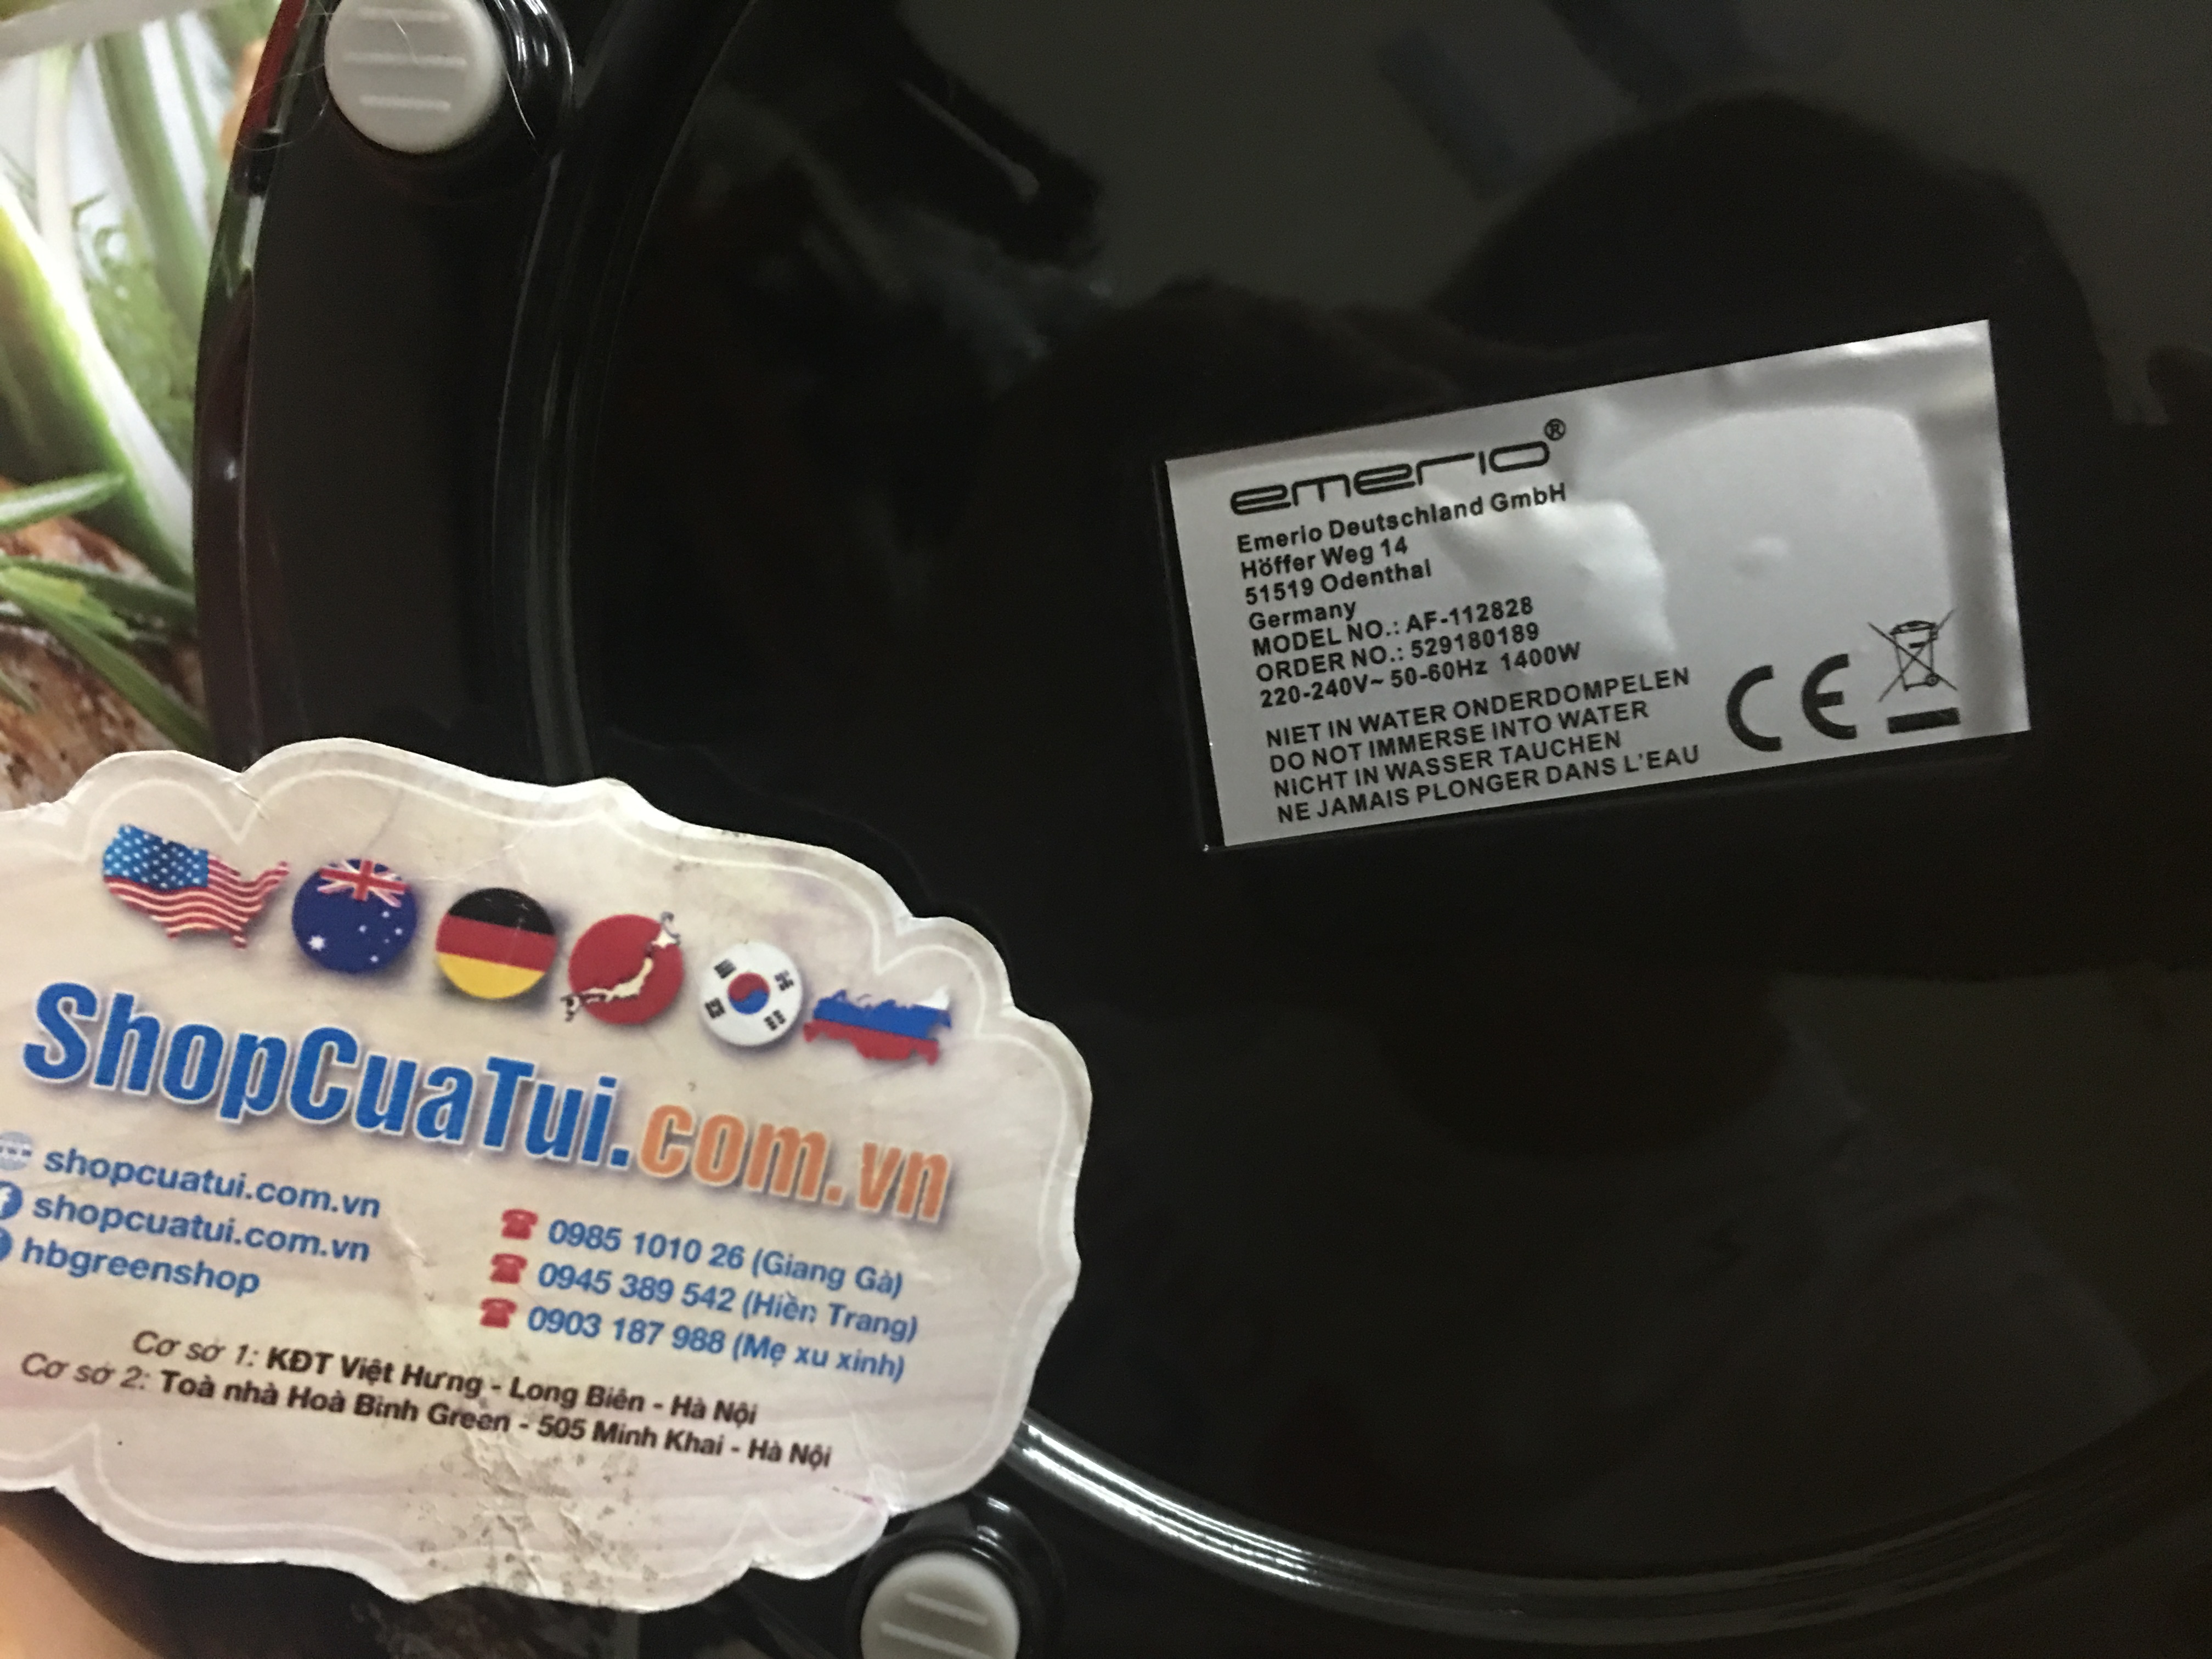 emerio®
Emerio Deutschland GmbH
Höffer Weg 14
51519 Odenthal
Germany
MODEL NO.: AF-112828
ORDER NO.: 529180189
220-240V~ 50-60Hz 1400W
NIET IN WATER ONDERDOMPELEN
DO NOT IMMERSE INTO WATER
NICHT IN WASSER TAUCHEN
NE JAMAIS PLONGER DANS L'EAU
CE
ShopCuaTui.com.vn
shopcuatui.com.vn
shopcuatui.com.vn
hbgreenshop
0985 1010 26 (Giang Gà)
0945 389 542 (Hiền Trang)
0903 187 988 (Mẹ xu xinh)
Cơ sở 1: KĐT Việt Hưng - Long Biên - Hà Nội
Cơ sở 2: Toà nhà Hoà Bình Green - 505 Minh Khai - Hà Nội